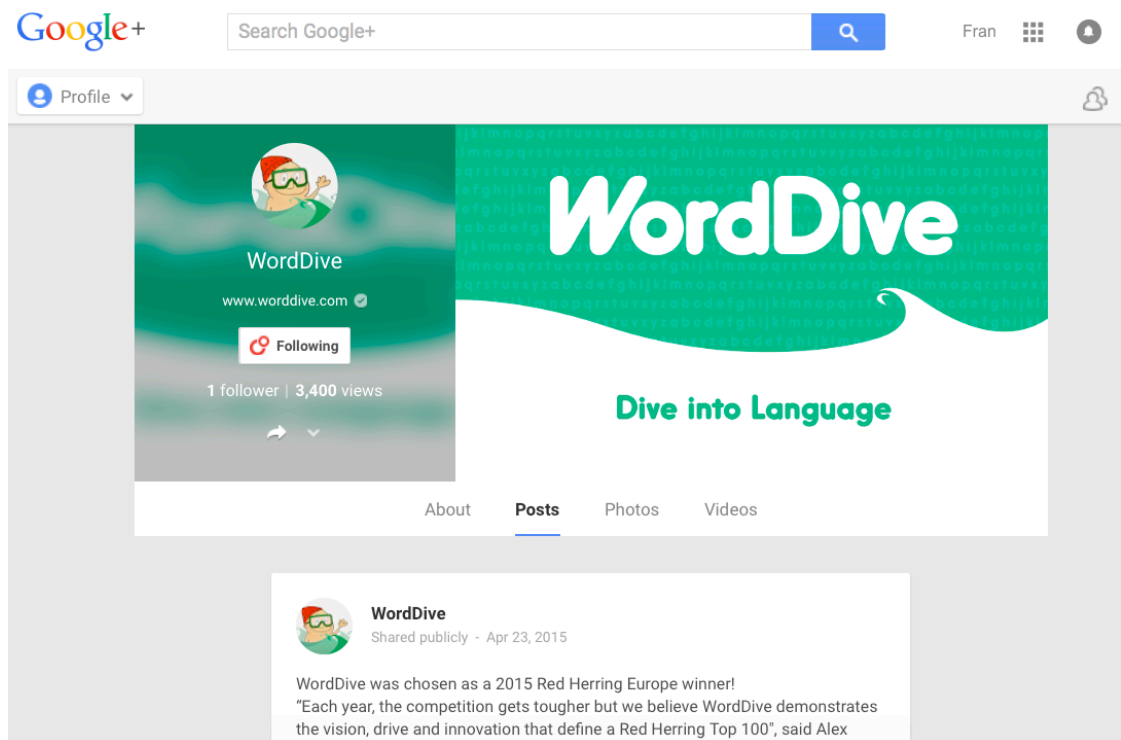 Google+
Search Google+
Fran
Profile
WordDive
www.worddive.com
Following
1 follower | 3,400 views
WordDive
Dive into Language
About Posts Photos Videos
WordDive
Shared publicly - Apr 23, 2015
WordDive was chosen as a 2015 Red Herring Europe winner!
“Each year, the competition gets tougher but we believe WordDive demonstrates
the vision, drive and innovation that define a Red Herring Top 100", said Alex